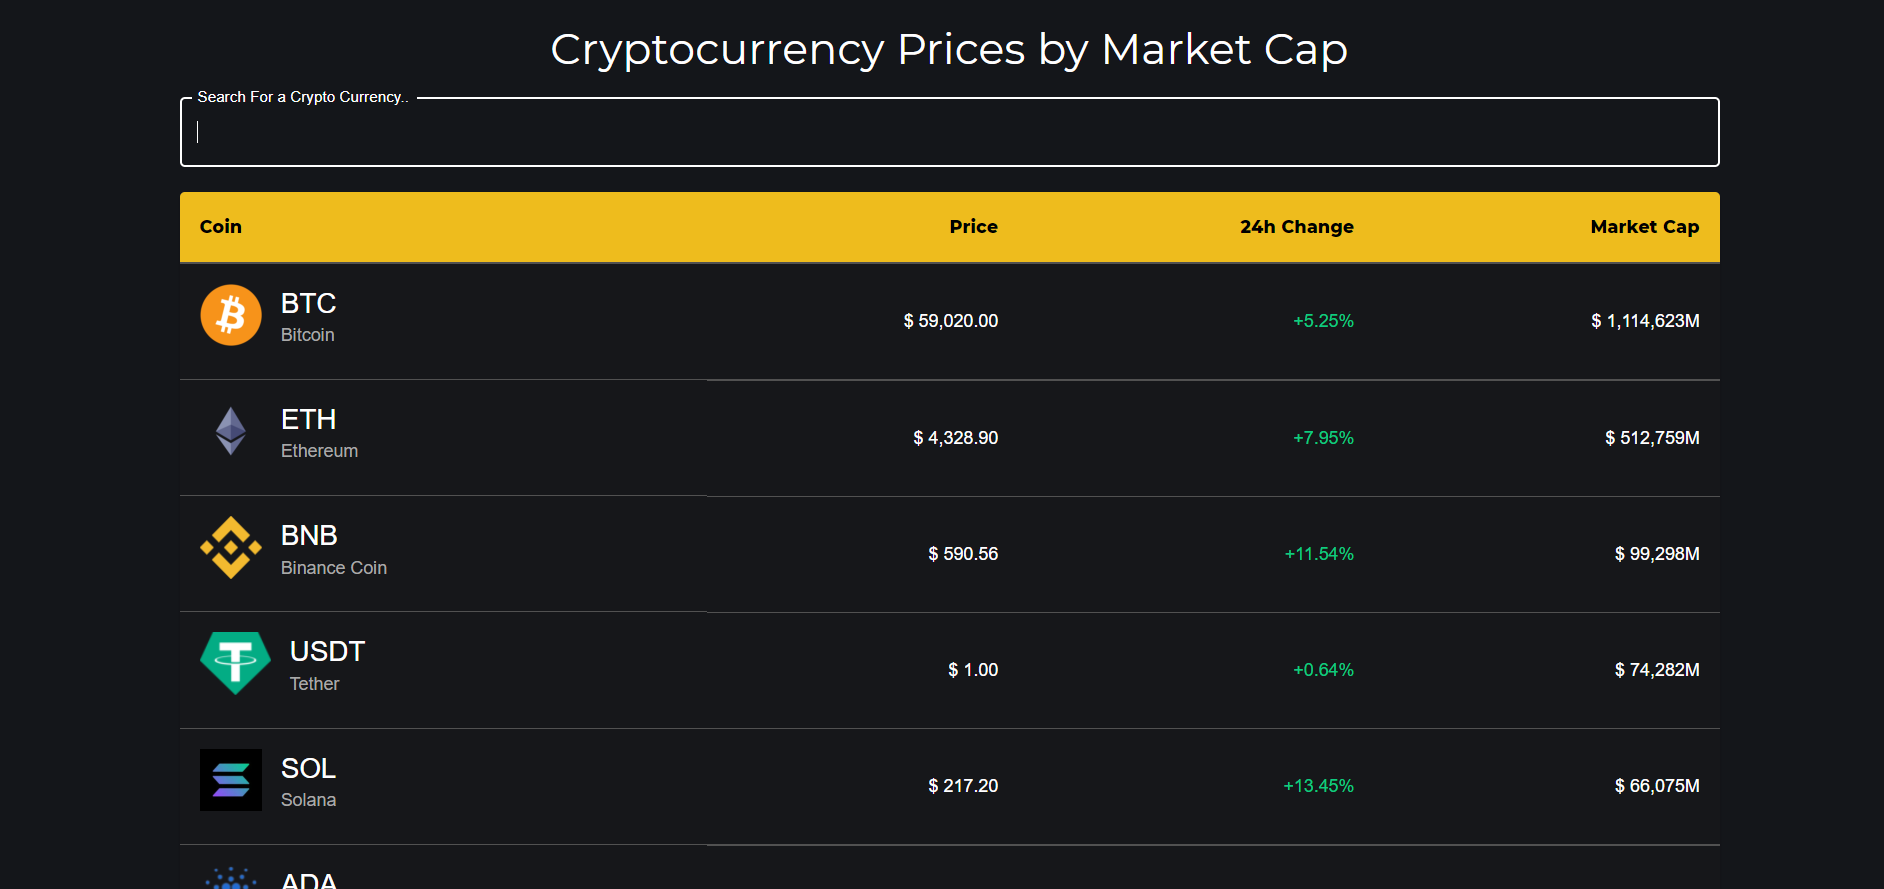 Cryptocurrency Prices by Market Cap
Search For a Crypto Currency..
Coin Price 24h Change Market Cap
BTC
Bitcoin
$ 59,020.00 +5.25% $ 1,114,623M
ETH
Ethereum
$ 4,328.90 +7.95% $ 512,759M
BNB
Binance Coin
$ 590.56 +11.54% $ 99,298M
USDT
Tether
$ 1.00 +0.64% $ 74,282M
SOL
Solana
$ 217.20 +13.45% $ 66,075M
ADA